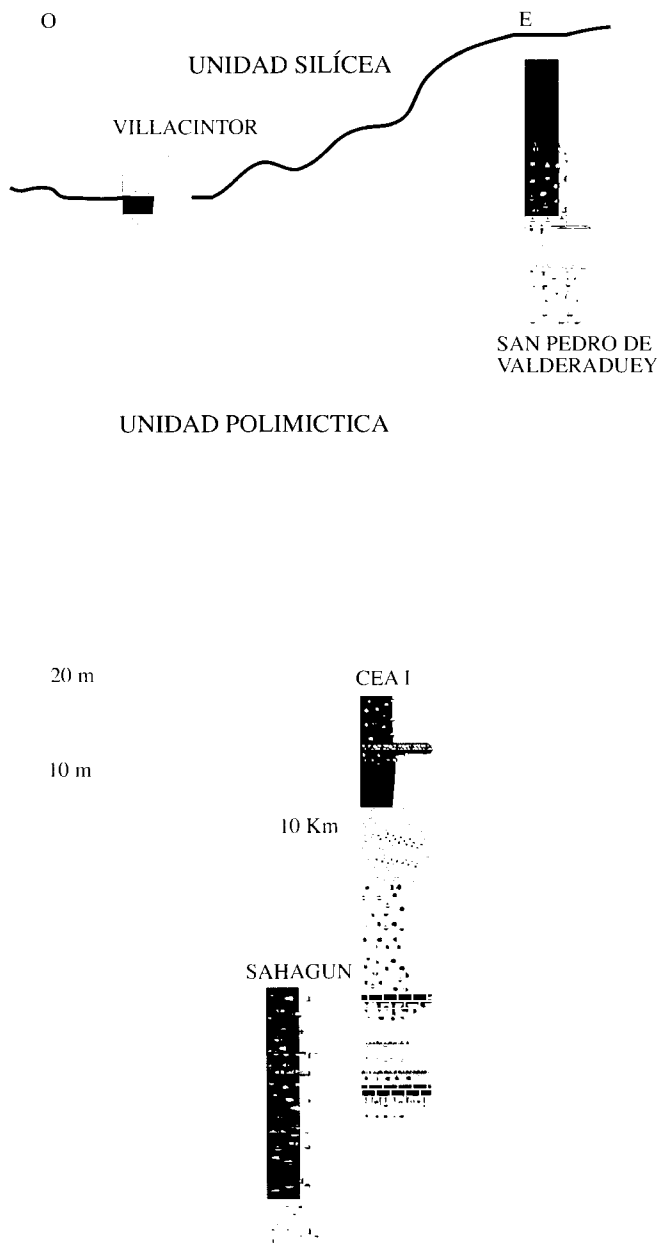 O
E
UNIDAD SILÍCEA
VILLACINTOR
SAN PEDRO DE
VALDERADUEY
UNIDAD POLIMICTICA
20 m
CEA I
10 m
10 Km
SAHAGUN